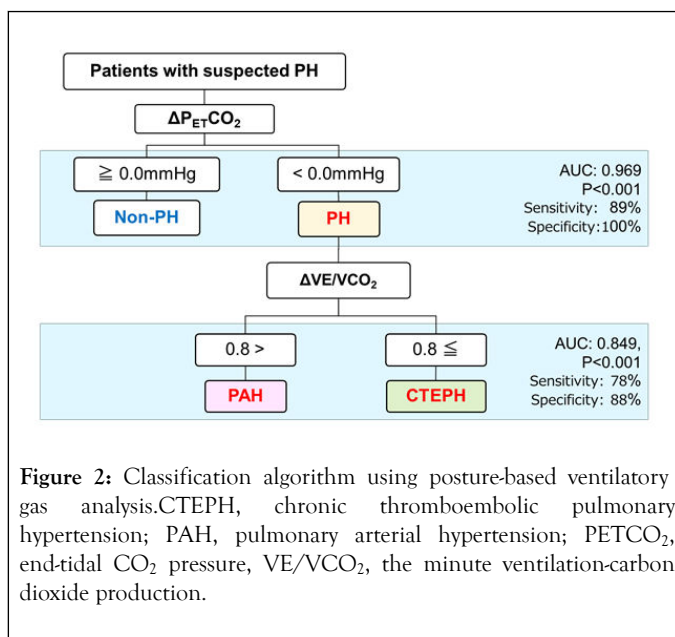 Patients with suspected PH
ΔP_ETCO₂
≧ 0.0mmHg
< 0.0mmHg
Non-PH
PH
AUC: 0.969
P<0.001
Sensitivity: 89%
Specificity:100%
ΔVE/VCO₂
0.8 >
0.8 ≦
PAH
CTEPH
AUC: 0.849,
P<0.001
Sensitivity: 78%
Specificity: 88%
Figure 2: Classification algorithm using posture-based ventilatory
gas analysis.CTEPH, chronic thromboembolic pulmonary
hypertension; PAH, pulmonary arterial hypertension; PETCO₂,
end-tidal CO₂ pressure, VE/VCO₂, the minute ventilation-carbon
dioxide production.